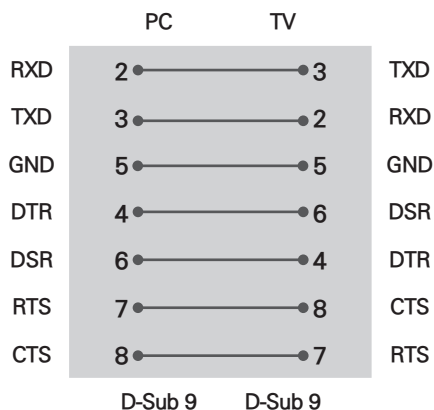 PC TV
RXD 2 3 TXD
TXD 3 2 RXD
GND 5 5 GND
DTR 4 6 DSR
DSR 6 4 DTR
RTS 7 8 CTS
CTS 8 7 RTS
D-Sub 9 D-Sub 9